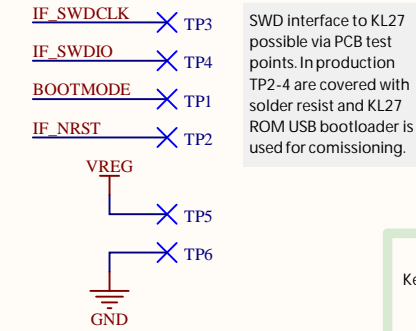 IF_SWDCLK
TP3
IF_SWDIO
TP4
BOOTMODE
TP1
IF_NRST
TP2
VREG
TP5
TP6
GND
SWD interface to KL27
possible via PCB test
points. In production
TP2-4 are covered with
solder resist and KL27
ROM USB bootloader is
used for comissioning.
Ke